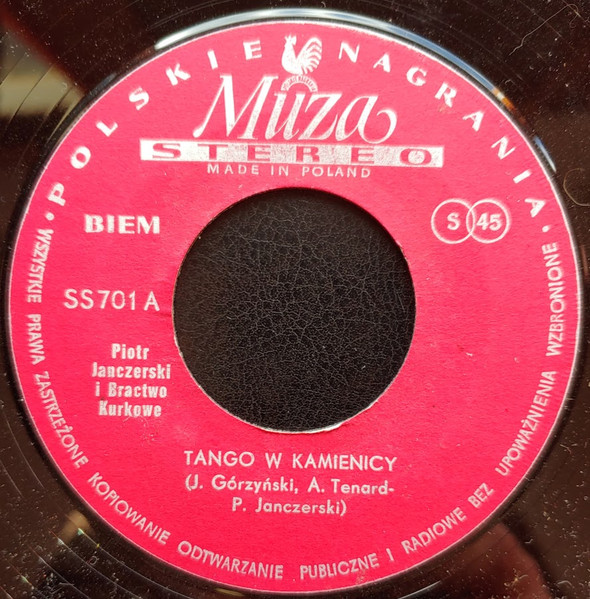 POLSKIE NAGRANIA
Muza
STEREO
MADE IN POLAND
BIEM
S 45
SS701A
Piotr
Janczerski
i Bractwo
Kurkowe
TANGO W KAMIENICY
(J. Górzyński, A. Tenard-
P. Janczerski)
• WSZYSTKIE PRAWA ZASTRZEŻONE KOPIOWANIE ODTWARZANIE PUBLICZNE I RADIOWE BEZ UPOWAŻNIENIA WZBRONIONE •